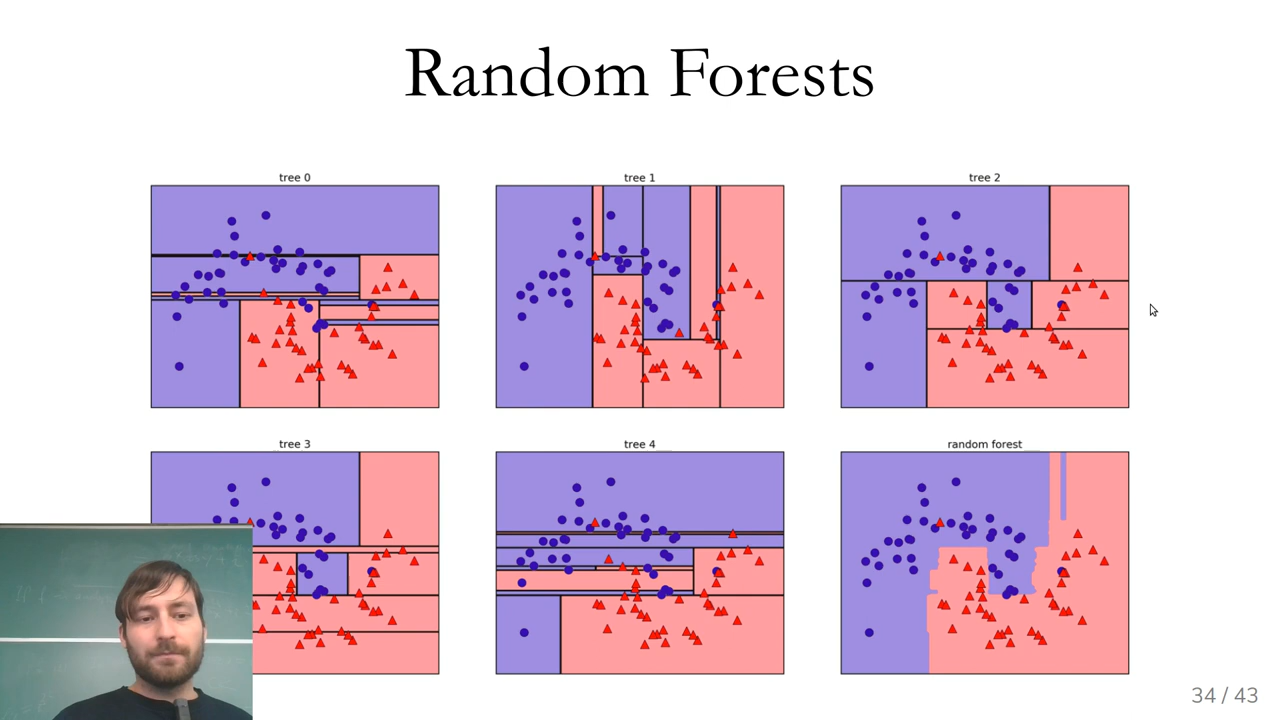 Random Forests
tree 0
tree 1
tree 2
tree 3
tree 4
random forest
34 / 43